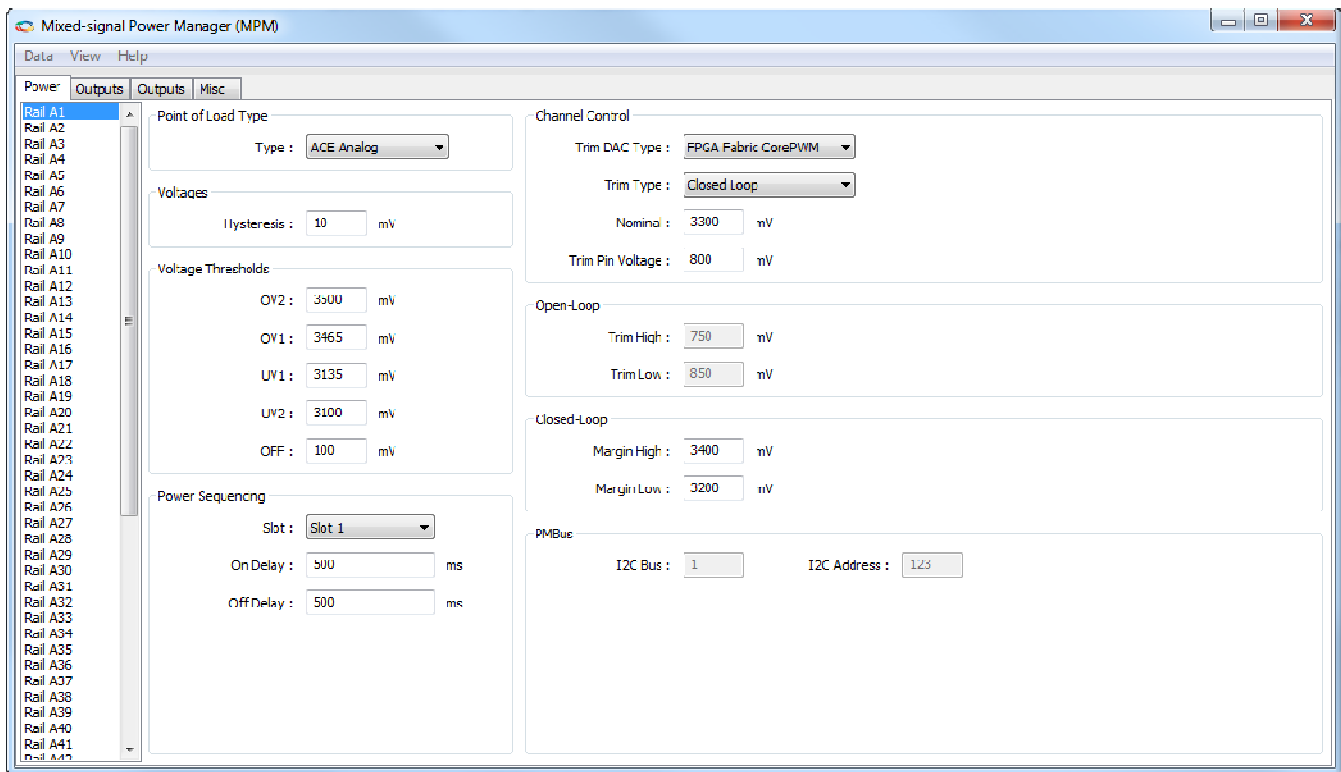 Mixed-signal Power Manager (MPM)
Data View Help
Power Outputs Outputs Misc
Rail A1
Rail A2
Rail A3
Rail A4
Rail A5
Rail A6
Rail A7
Rail A8
Rail A9
Rail A10
Rail A11
Rail A12
Rail A13
Rail A14
Rail A15
Rail A16
Rail A17
Rail A18
Rail A19
Rail A20
Rail A21
Rail A22
Rail A23
Rail A24
Rail A25
Rail A26
Rail A27
Rail A28
Rail A29
Rail A30
Rail A31
Rail A32
Rail A33
Rail A34
Rail A35
Rail A36
Rail A37
Rail A38
Rail A39
Rail A40
Rail A41
Rail A42
Point of Load Type
Type : ACE Analog
Voltages
Hysteresis : 10 mV
Voltage Thresholds
OV2 : 3500 mV
OV1 : 3465 mV
UV1 : 3135 mV
UV2 : 3100 mV
OFF : 100 mV
Power Sequencing
Slot : Slot 1
On Delay : 500 ms
Off Delay : 500 ms
Channel Control
Trim DAC Type : FPGA Fabric CorePWM
Trim Type : Closed Loop
Nominal : 3300 mV
Trim Pin Voltage : 800 mV
Open-Loop
Trim High : 750 mV
Trim Low : 850 mV
Closed-Loop
Margin High : 3400 mV
Margin Low : 3200 mV
PMBus
I2C Bus : 1 I2C Address : 123